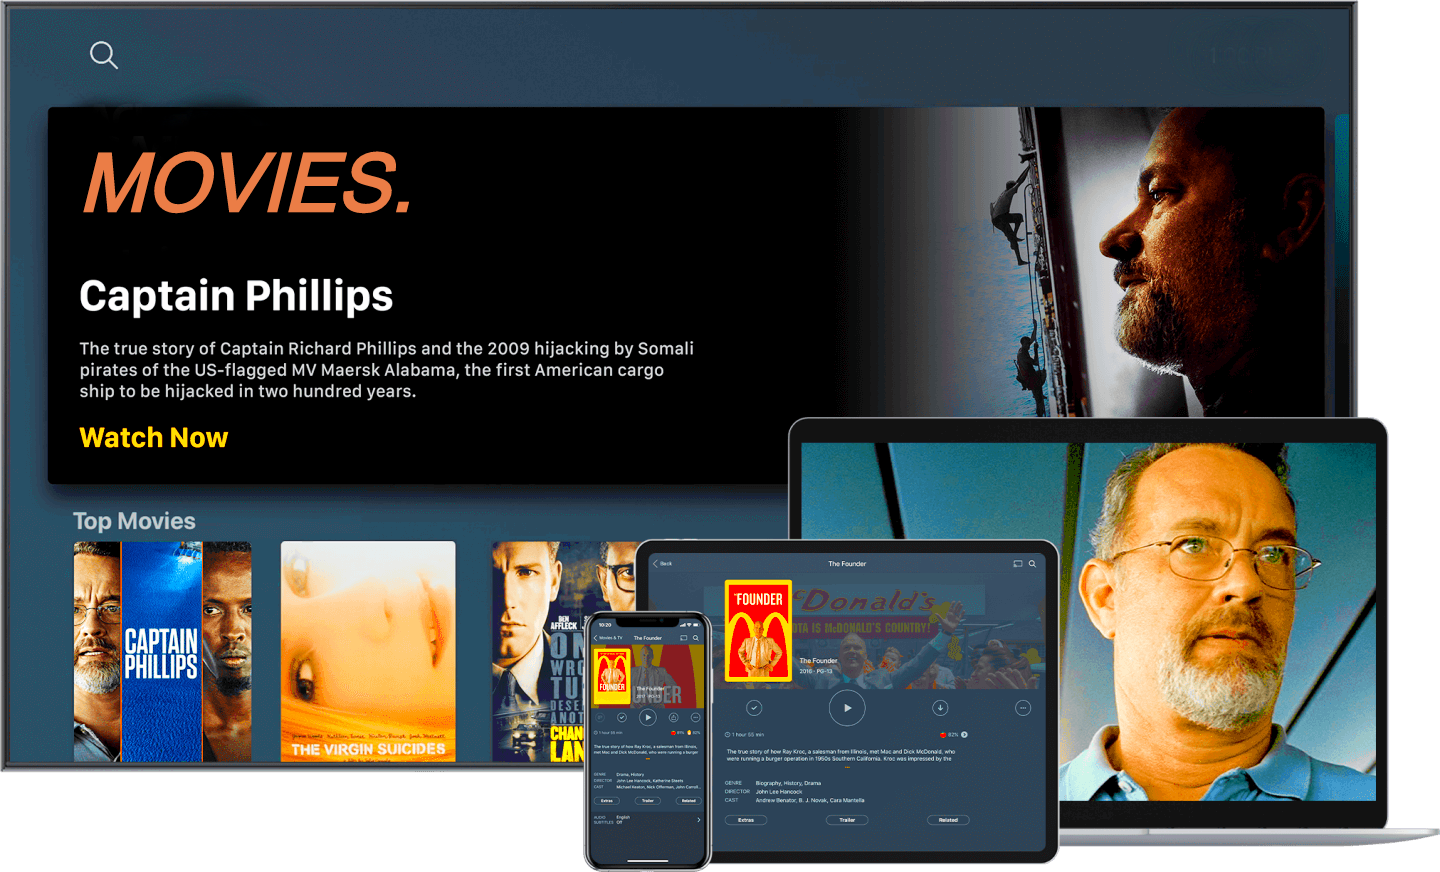 MOVIES.
Captain Phillips
The true story of Captain Richard Phillips and the 2009 hijacking by Somali
pirates of the US-flagged MV Maersk Alabama, the first American cargo
ship to be hijacked in two hundred years.
Watch Now
Top Movies
CAPTAIN
PHILLIPS
THE VIRGIN SUICIDES
BEN
AFFLECK
CHAN
LAN
10:20
Movies & TV
The Founder
FOUNDER
The Founder
PG-13
1 hour 55 min
The true story of how Ray Kroc, a salesman from Illinois,
met Mac and Dick McDonald, who were running a burger
GENRE Drama, History
DIRECTOR John Lee Hancock, Katherine Steets
CAST Michael Keaton, Nick Offerman, John Carroll
Extras Trailer Related
AUDIO English
SUBTITLES Off
Back
The Founder
THE FOUNDER
McDonald's
OTA IS McDONALD'S COUNTRY!
The Founder
2016 · PG-13
1 hour 55 min
82%
The true story of how Ray Kroc, a salesman from Illinois, met Mac and Dick McDonald, who
were running a burger operation in 1950s Southern California. Kroc was impressed by the
...
GENRE Biography, History, Drama
DIRECTOR John Lee Hancock
CAST Andrew Benator, B. J. Novak, Cara Mantella
Extras Trailer Related